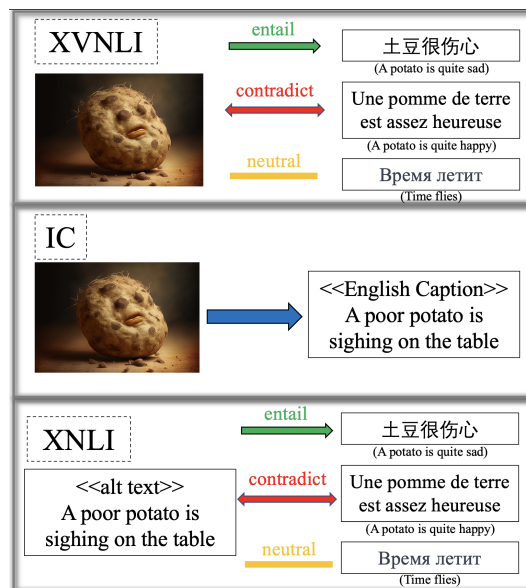 XVNLI
entail
土豆很伤心
(A potato is quite sad)
contradict
Une pomme de terre
est assez heureuse
(A potato is quite happy)
neutral
Время летит
(Time flies)
IC
<<English Caption>>
A poor potato is
sighing on the table
XNLI
entail
土豆很伤心
(A potato is quite sad)
<<alt text>>
A poor potato is
sighing on the table
contradict
Une pomme de terre
est assez heureuse
(A potato is quite happy)
neutral
Время летит
(Time flies)